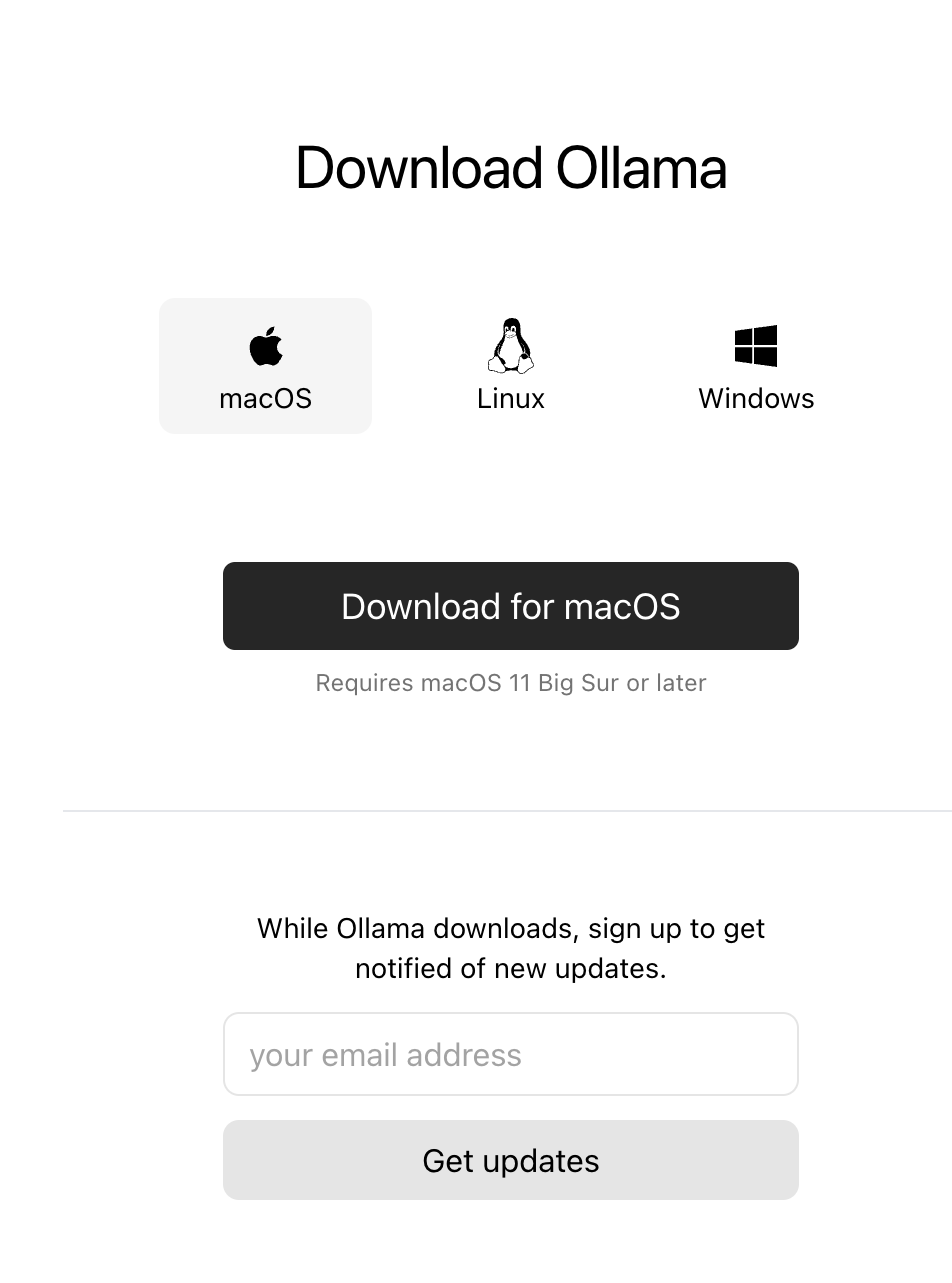 Download Ollama
macOS
Linux
Windows
Download for macOS
Requires macOS 11 Big Sur or later
While Ollama downloads, sign up to get
notified of new updates.
your email address
Get updates